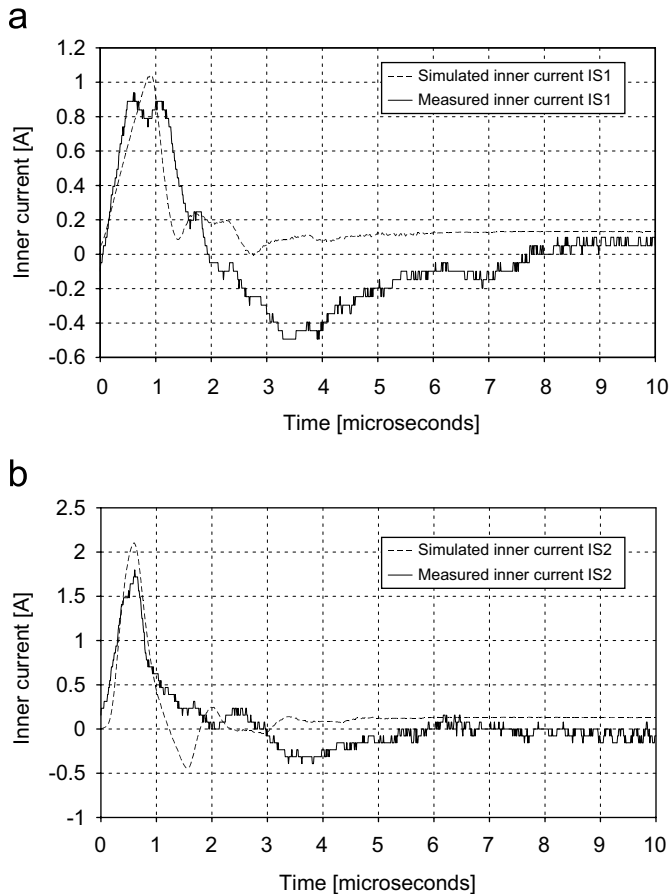 a
1.2
1
0.8
0.6
0.4
0.2
0
-0.2
-0.4
-0.6
Inner current [A]
Simulated inner current IS1
Measured inner current IS1
0 1 2 3 4 5 6 7 8 9 10
Time [microseconds]
b
2.5
2
1.5
1
0.5
0
-0.5
-1
Inner current [A]
Simulated inner current IS2
Measured inner current IS2
0 1 2 3 4 5 6 7 8 9 10
Time [microseconds]